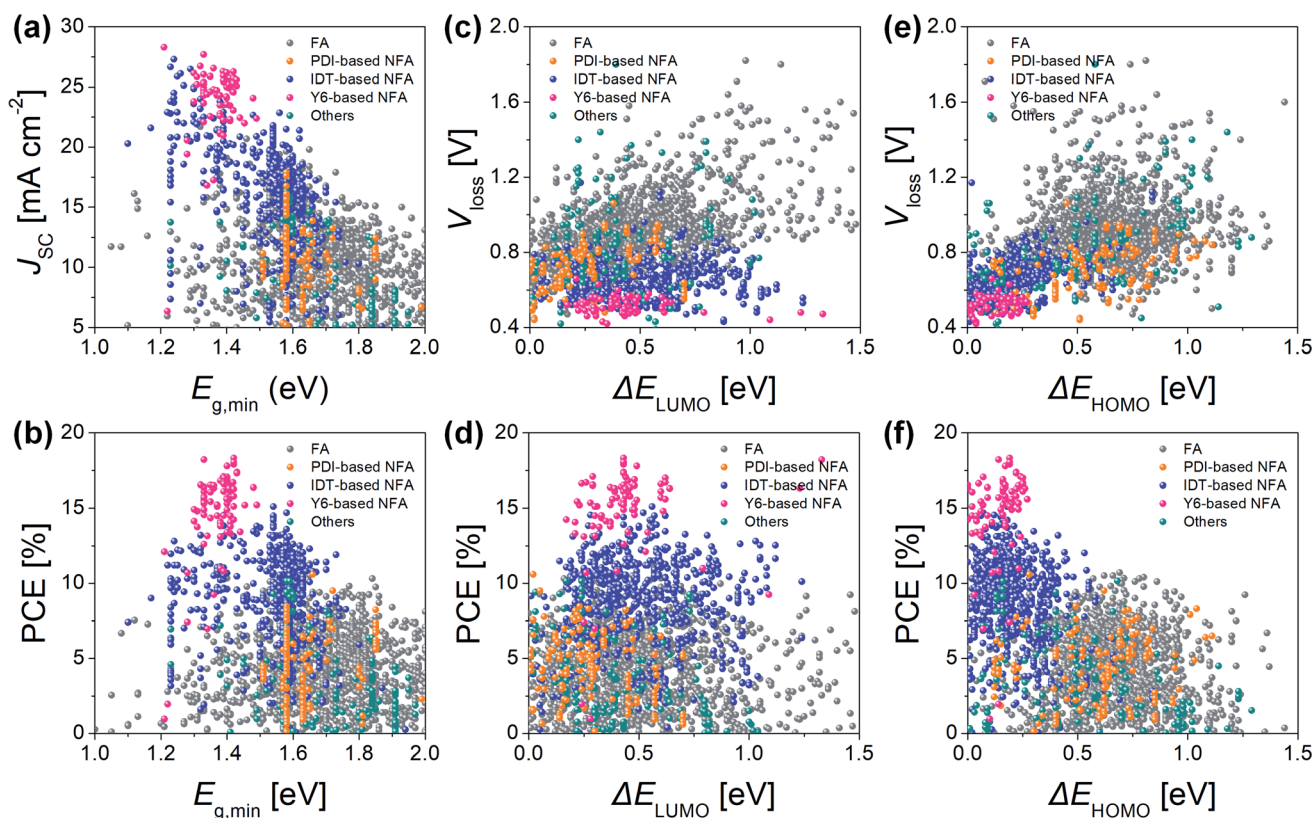 (a)
30
25
20
15
10
5
J_SC [mA cm⁻²]
1.0 1.2 1.4 1.6 1.8 2.0
E_g,min (eV)
FA
PDI-based NFA
IDT-based NFA
Y6-based NFA
Others
(c)
2.0
1.6
1.2
0.8
0.4
V_loss [V]
0.0 0.5 1.0 1.5
ΔE_LUMO [eV]
FA
PDI-based NFA
IDT-based NFA
Y6-based NFA
Others
(e)
2.0
1.6
1.2
0.8
0.4
V_loss [V]
0.0 0.5 1.0 1.5
ΔE_HOMO [eV]
FA
PDI-based NFA
IDT-based NFA
Y6-based NFA
Others
(b)
20
15
10
5
0
PCE [%]
1.0 1.2 1.4 1.6 1.8 2.0
E_g,min [eV]
FA
PDI-based NFA
IDT-based NFA
Y6-based NFA
Others
(d)
20
15
10
5
0
PCE [%]
0.0 0.5 1.0 1.5
ΔE_LUMO [eV]
FA
PDI-based NFA
IDT-based NFA
Y6-based NFA
Others
(f)
20
15
10
5
0
PCE [%]
0.0 0.5 1.0 1.5
ΔE_HOMO [eV]
FA
PDI-based NFA
IDT-based NFA
Y6-based NFA
Others